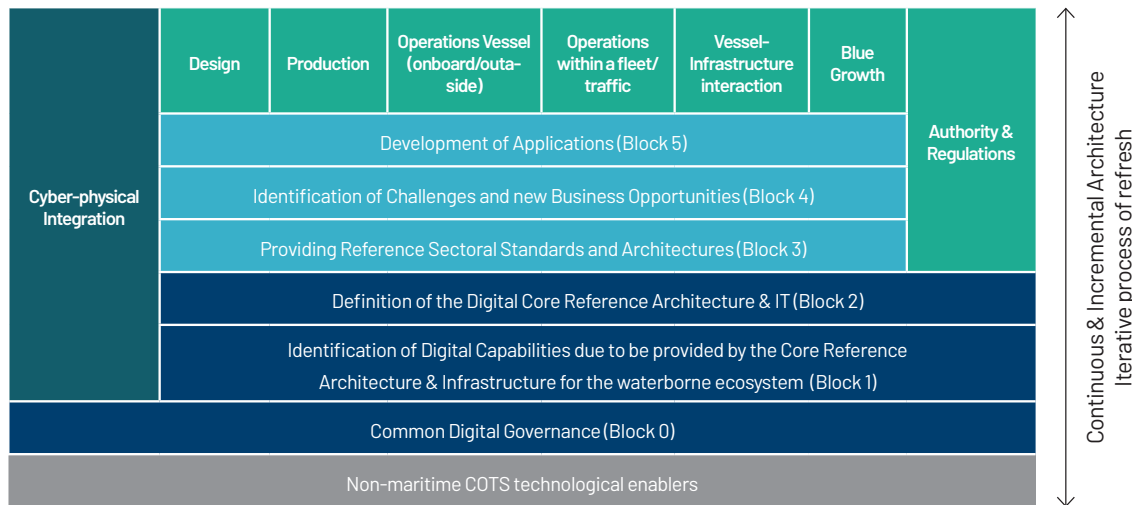 Cyber-physical
Integration
Design
Production
Operations Vessel
(onboard/outa-
side)
Operations
within a fleet/
traffic
Vessel-
Infrastructure
interaction
Blue
Growth
Authority &
Regulations
Development of Applications (Block 5)
Identification of Challenges and new Business Opportunities (Block 4)
Providing Reference Sectoral Standards and Architectures (Block 3)
Definition of the Digital Core Reference Architecture & IT (Block 2)
Identification of Digital Capabilities due to be provided by the Core Reference
Architecture & Infrastructure for the waterborne ecosystem (Block 1)
Common Digital Governance (Block 0)
Non-maritime COTS technological enablers
Continuous & Incremental Architecture
Iterative process of refresh